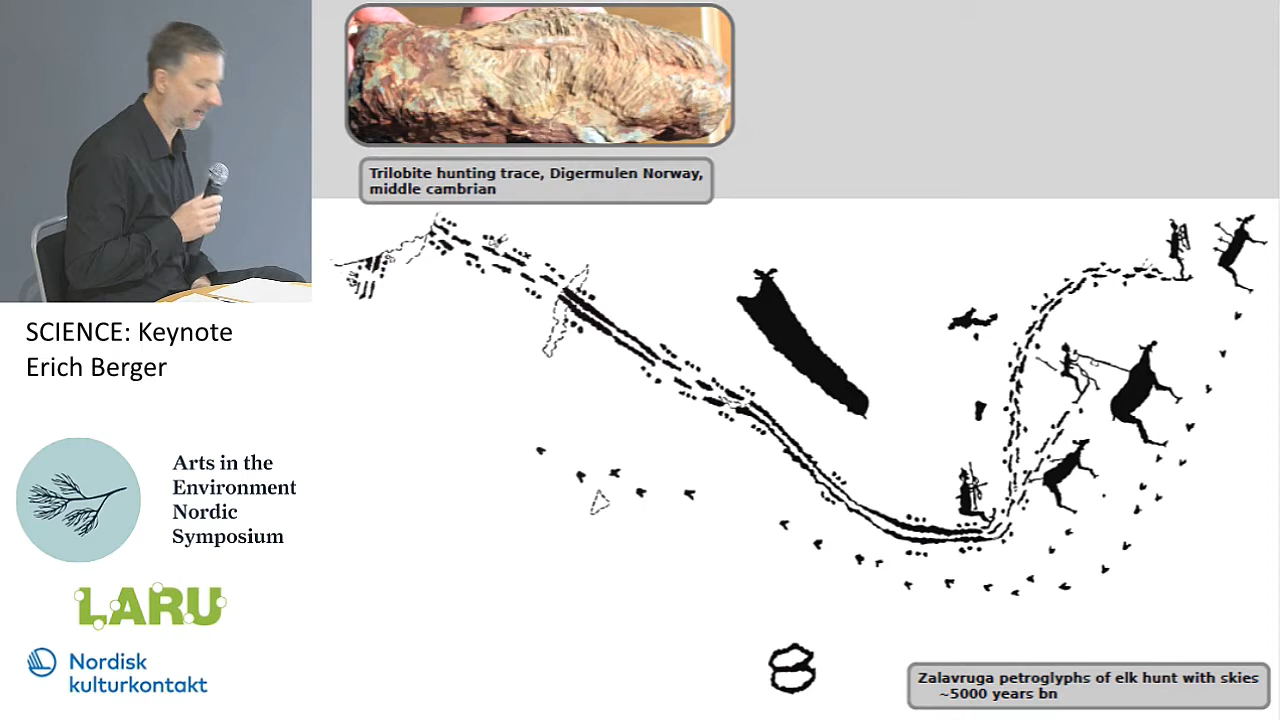 Trilobite hunting trace, Digermulen Norway,
middle cambrian
SCIENCE: Keynote
Erich Berger
Arts in the
Environment
Nordic
Symposium
LARU
Nordisk
kulturkontakt
Zalavruga petroglyphs of elk hunt with skies
~5000 years bn